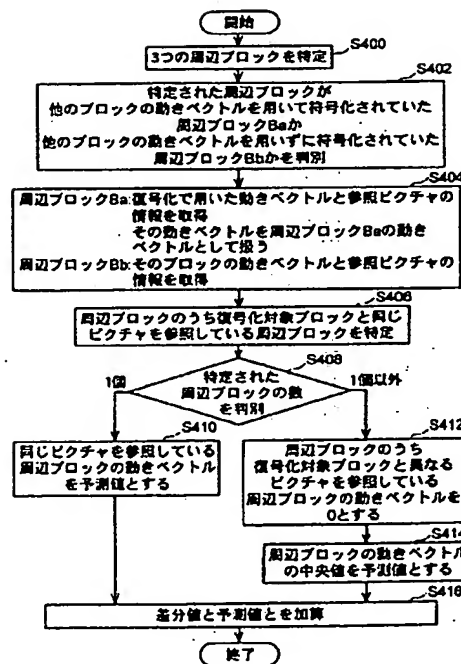 開始
S400
3つの周辺ブロックを特定
S402
特定された周辺ブロックが
他のブロックの動きベクトルを用いて符号化されていた
周辺ブロックBaか
他のブロックの動きベクトルを用いずに符号化されていた
周辺ブロックBbかを判別
S404
周辺ブロックBa:復号化で用いた動きベクトルと参照ピクチャの
情報を取得
その動きベクトルを周辺ブロックBaの動き
ベクトルとして扱う
周辺ブロックBb:そのブロックの動きベクトルと参照ピクチャの
情報を取得
S406
周辺ブロックのうち復号化対象ブロックと同じ
ピクチャを参照している周辺ブロックを特定
S408
特定された
周辺ブロックの数
を判別
1個
1個以外
S410
同じピクチャを参照している
周辺ブロックの動きベクトル
を予測値とする
S412
周辺ブロックのうち
復号化対象ブロックと異なる
ピクチャを参照している
周辺ブロックの動きベクトルを
0とする
S414
周辺ブロックの動きベクトル
の中央値を予測値とする
S416
差分値と予測値とを加算
終了